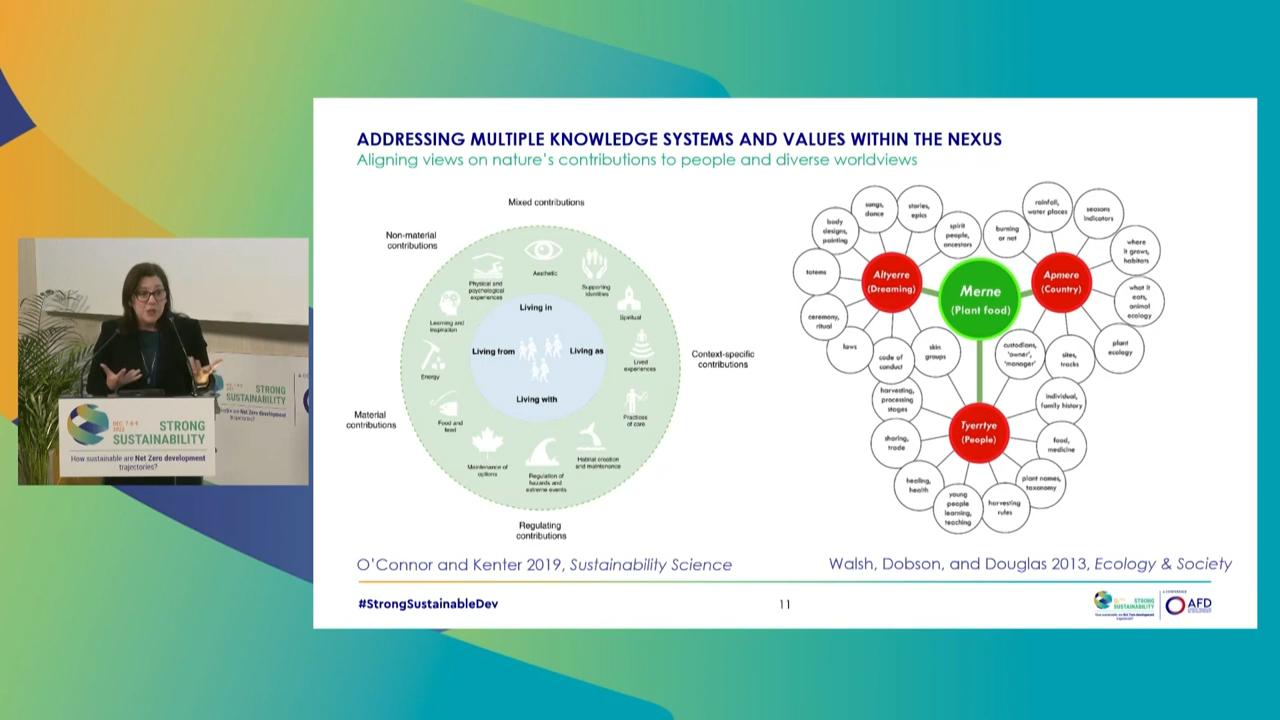 ADDRESSING MULTIPLE KNOWLEDGE SYSTEMS AND VALUES WITHIN THE NEXUS
Aligning views on nature's contributions to people and diverse worldviews
Mixed contributions
Non-material
contributions
Context-specific
contributions
Material
contributions
Regulating
contributions
Aesthetic
Supporting
identities
Spiritual
Lived
experiences
Practices
of care
Habitat creation
and maintenance
Regulation of
hazards and
extreme events
Maintenance of
options
Food and
feed
Energy
Learning and
inspiration
Physical and
psychological
experiences
Living in
Living from
Living as
Living with
O'Connor and Kenter 2019, Sustainability Science
Merne
(Plant food)
Altyerre
(Dreaming)
songs,
dance
stories,
epics
spirit
people,
ancestors
body
designs,
painting
totems
ceremony,
ritual
laws
code of
conduct
skin
groups
Apmere
(Country)
burning
or not
rainfall,
water places
seasons
indicators
where
it grows,
habitats
what it
eats,
animal
ecology
plant
ecology
sites,
tracks
custodians,
'owner',
'manager'
Tyerrtye
(People)
harvesting,
processing
stages
sharing,
trade
healing,
health
young
people
learning,
teaching
harvesting
rules
plant names,
taxonomy
food,
medicine
individual,
family history
Walsh, Dobson, and Douglas 2013, Ecology & Society
#StrongSustainableDev
11
STRONG
SUSTAINABILITY
AFD
DEC. 7-8-9
2022
STRONG
SUSTAINABILITY
How sustainable are Net Zero development
trajectories?
STRONG
SUSTAINABILITY